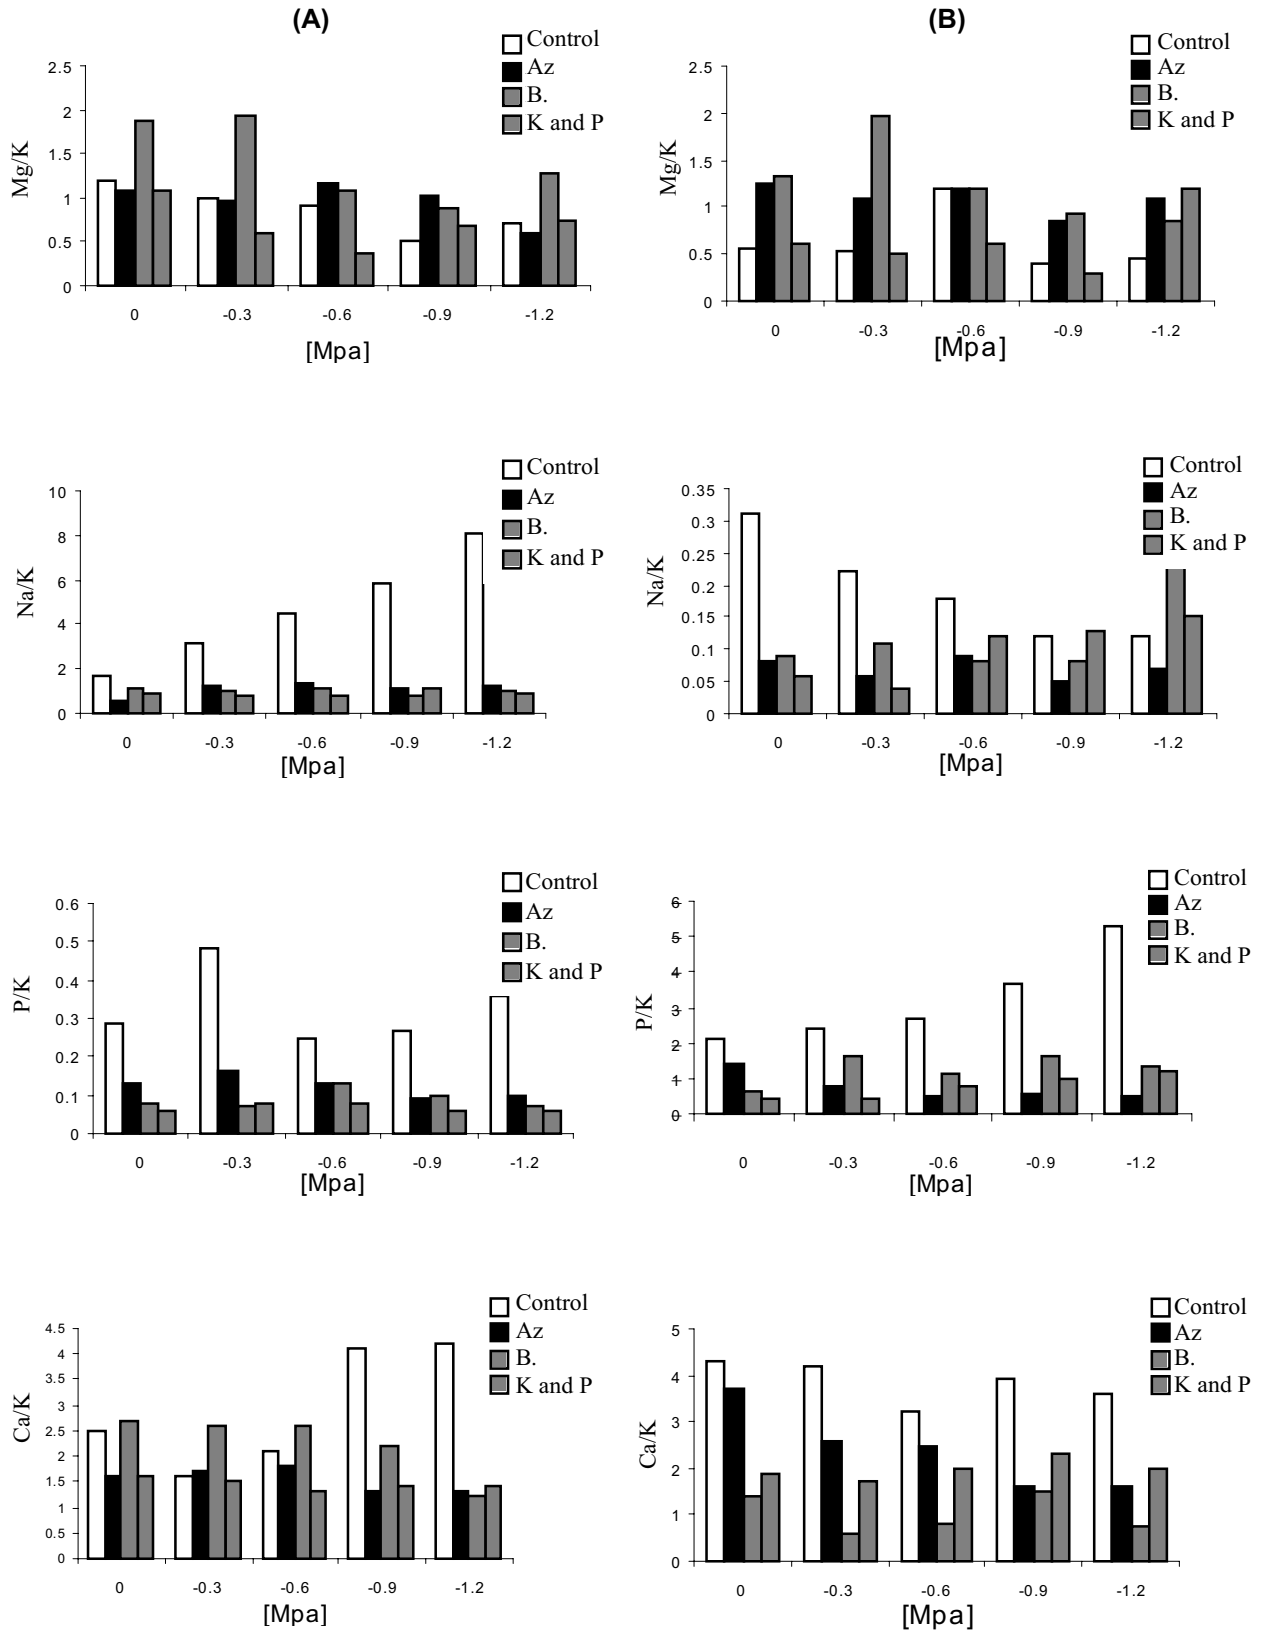 (A)
Control
Az
B.
K and P
2.5
2
1.5
1
0.5
0
Mg/K
0 -0.3 -0.6 -0.9 -1.2
[Mpa]
(B)
Control
Az
B.
K and P
2.5
2
1.5
1
0.5
0
Mg/K
0 -0.3 -0.6 -0.9 -1.2
[Mpa]
Control
Az
B.
K and P
10
8
6
4
2
0
Na/K
0 -0.3 -0.6 -0.9 -1.2
[Mpa]
Control
Az
B.
K and P
0.35
0.3
0.25
0.2
0.15
0.1
0.05
0
Na/K
0 -0.3 -0.6 -0.9 -1.2
[Mpa]
Control
Az
B.
K and P
0.6
0.5
0.4
0.3
0.2
0.1
0
P/K
0 -0.3 -0.6 -0.9 -1.2
[Mpa]
Control
Az
B.
K and P
6
5
4
3
2
1
0
P/K
0 -0.3 -0.6 -0.9 -1.2
[Mpa]
Control
Az
B.
K and P
4.5
4
3.5
3
2.5
2
1.5
1
0.5
0
Ca/K
0 -0.3 -0.6 -0.9 -1.2
[Mpa]
Control
Az
B.
K and P
5
4
3
2
1
0
Ca/K
0 -0.3 -0.6 -0.9 -1.2
[Mpa]